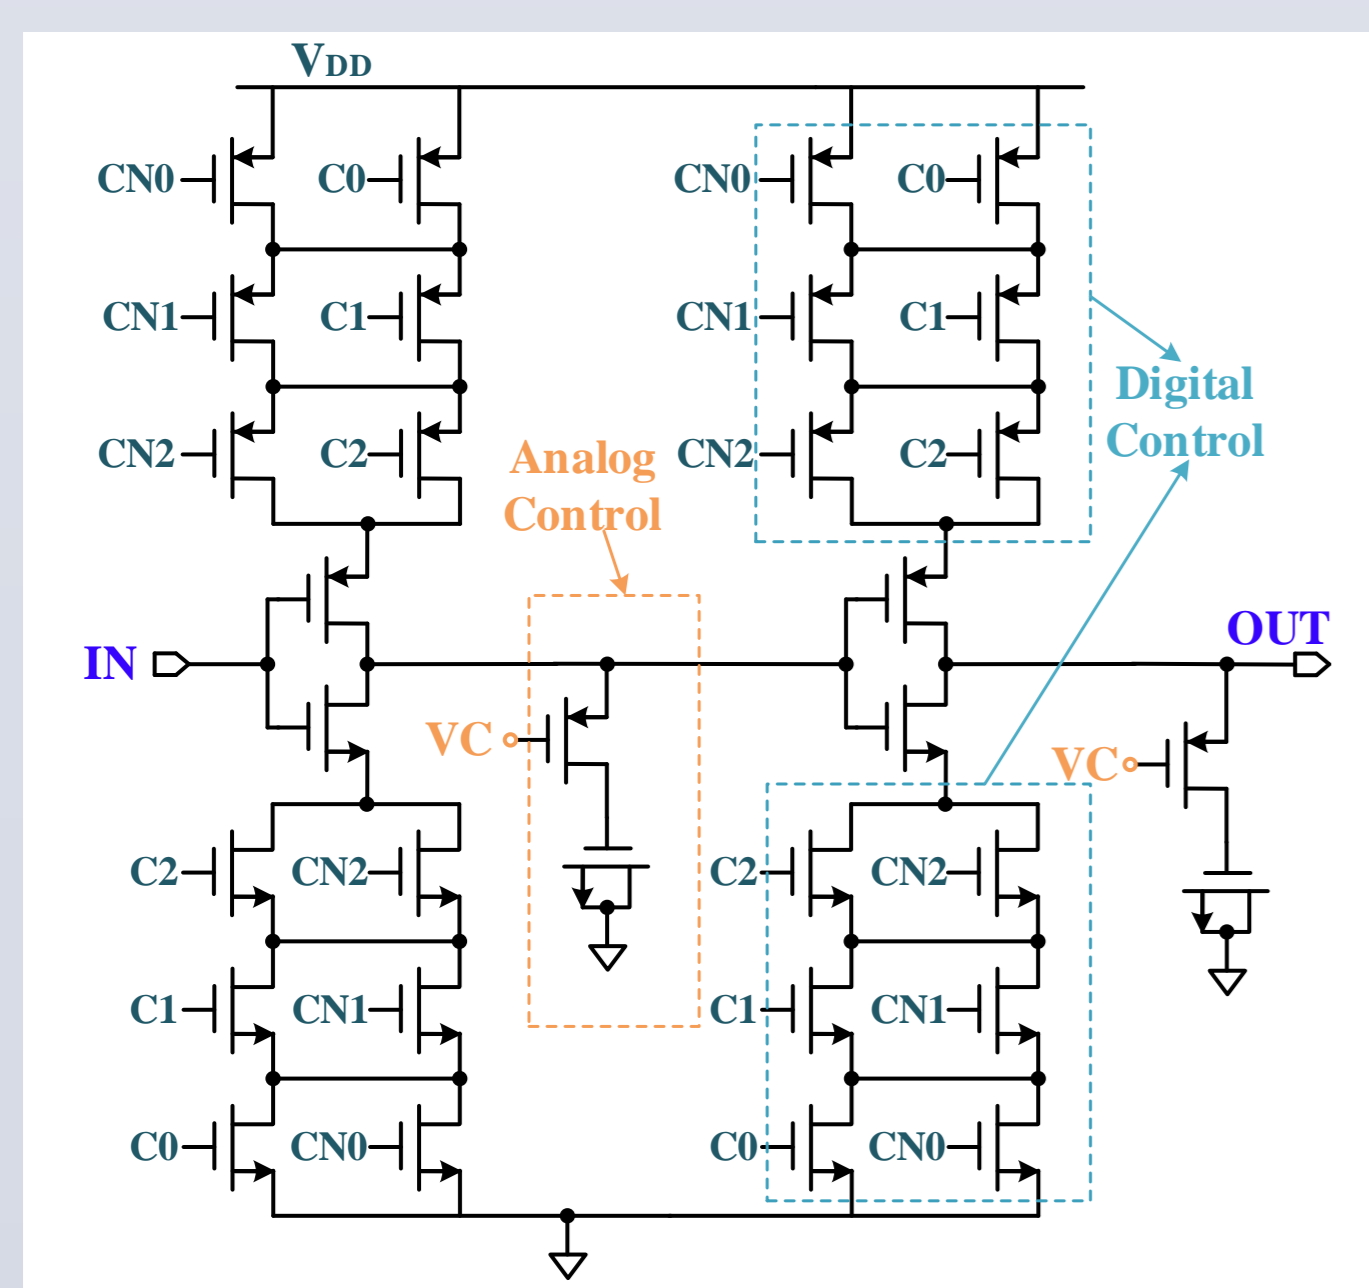 VDD
CN0 C0 CN0 C0
CN1 C1 CN1 C1
Digital
Control
CN2 C2 CN2 C2
Analog
Control
IN OUT
VC VC
C2 CN2 C2 CN2
C1 CN1 C1 CN1
C0 CN0 C0 CN0